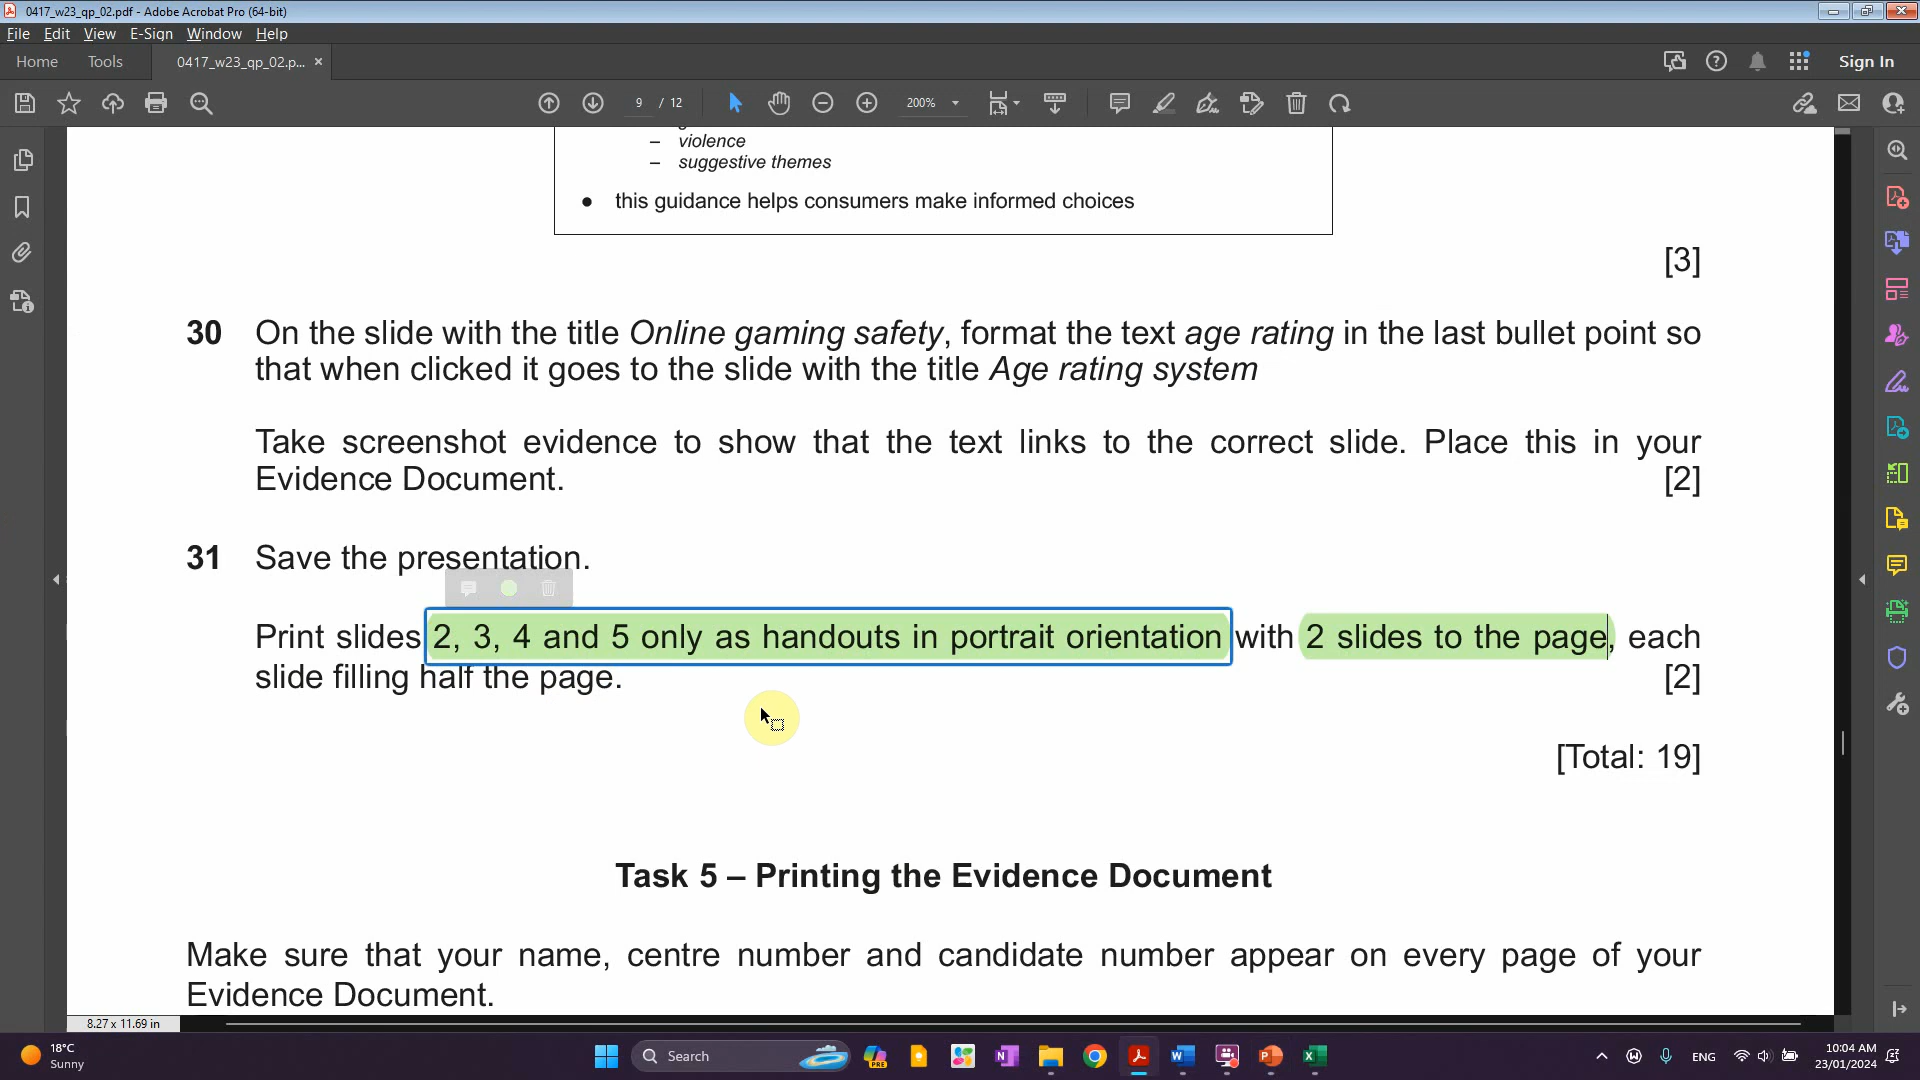 0417_w23_qp_02.pdf - Adobe Acrobat Pro (64-bit)
File Edit View E-Sign Window Help
Home Tools 0417_w23_qp_02.p... × Sign In
9 / 12 200%
– violence
– suggestive themes
● this guidance helps consumers make informed choices
[3]
30 On the slide with the title Online gaming safety, format the text age rating in the last bullet point so
that when clicked it goes to the slide with the title Age rating system
Take screenshot evidence to show that the text links to the correct slide. Place this in your
Evidence Document. [2]
31 Save the presentation.
Print slides 2, 3, 4 and 5 only as handouts in portrait orientation with 2 slides to the page, each
slide filling half the page. [2]
[Total: 19]
Task 5 – Printing the Evidence Document
Make sure that your name, centre number and candidate number appear on every page of your
Evidence Document.
8.27 x 11.69 in
18°C
Sunny
Search
PRE
ENG
10:04 AM
23/01/2024